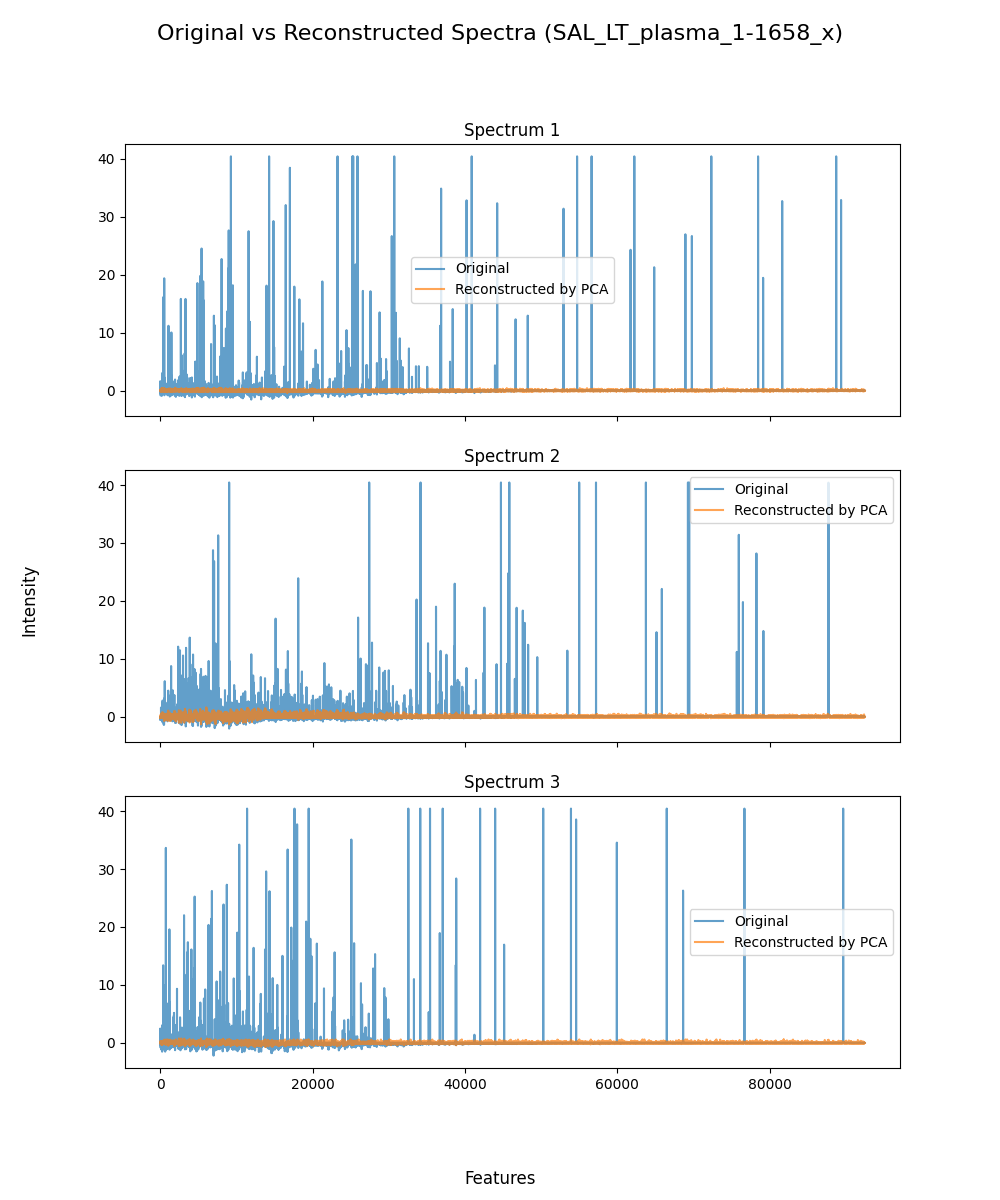 Original vs Reconstructed Spectra (SAL_LT_plasma_1-1658_x)
Spectrum 1
40
30
20
10
0
Original
Reconstructed by PCA
Spectrum 2
40
30
20
10
0
Original
Reconstructed by PCA
Intensity
Spectrum 3
40
30
20
10
0
Original
Reconstructed by PCA
0 20000 40000 60000 80000
Features